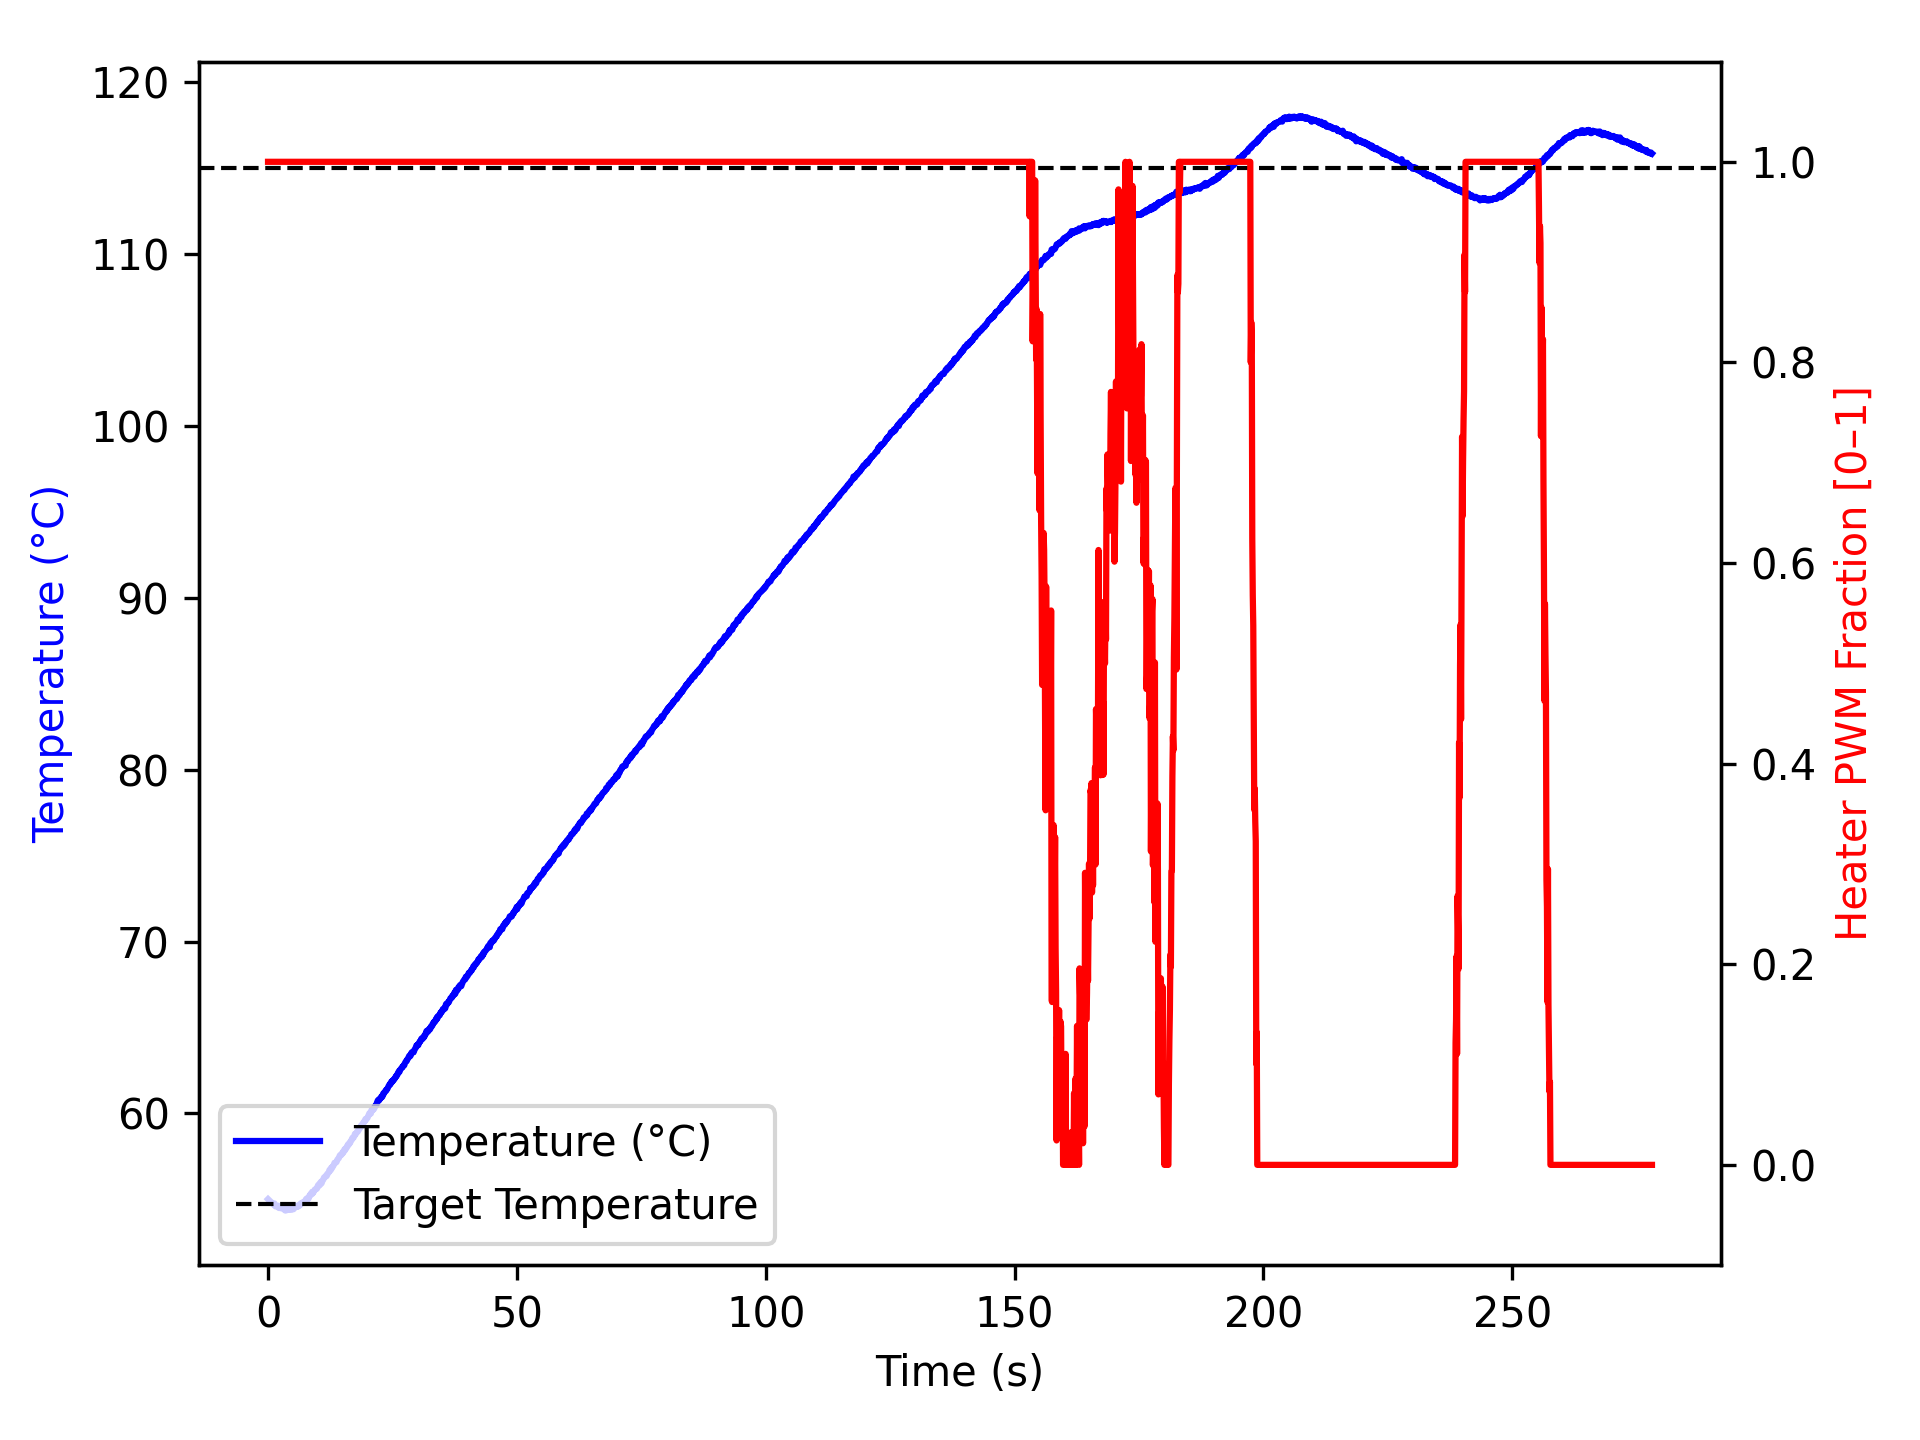 120
110
100
90
80
70
60
Temperature (°C)
1.0
0.8
0.6
0.4
0.2
0.0
Heater PWM Fraction [0–1]
Temperature (°C)
Target Temperature
0 50 100 150 200 250
Time (s)